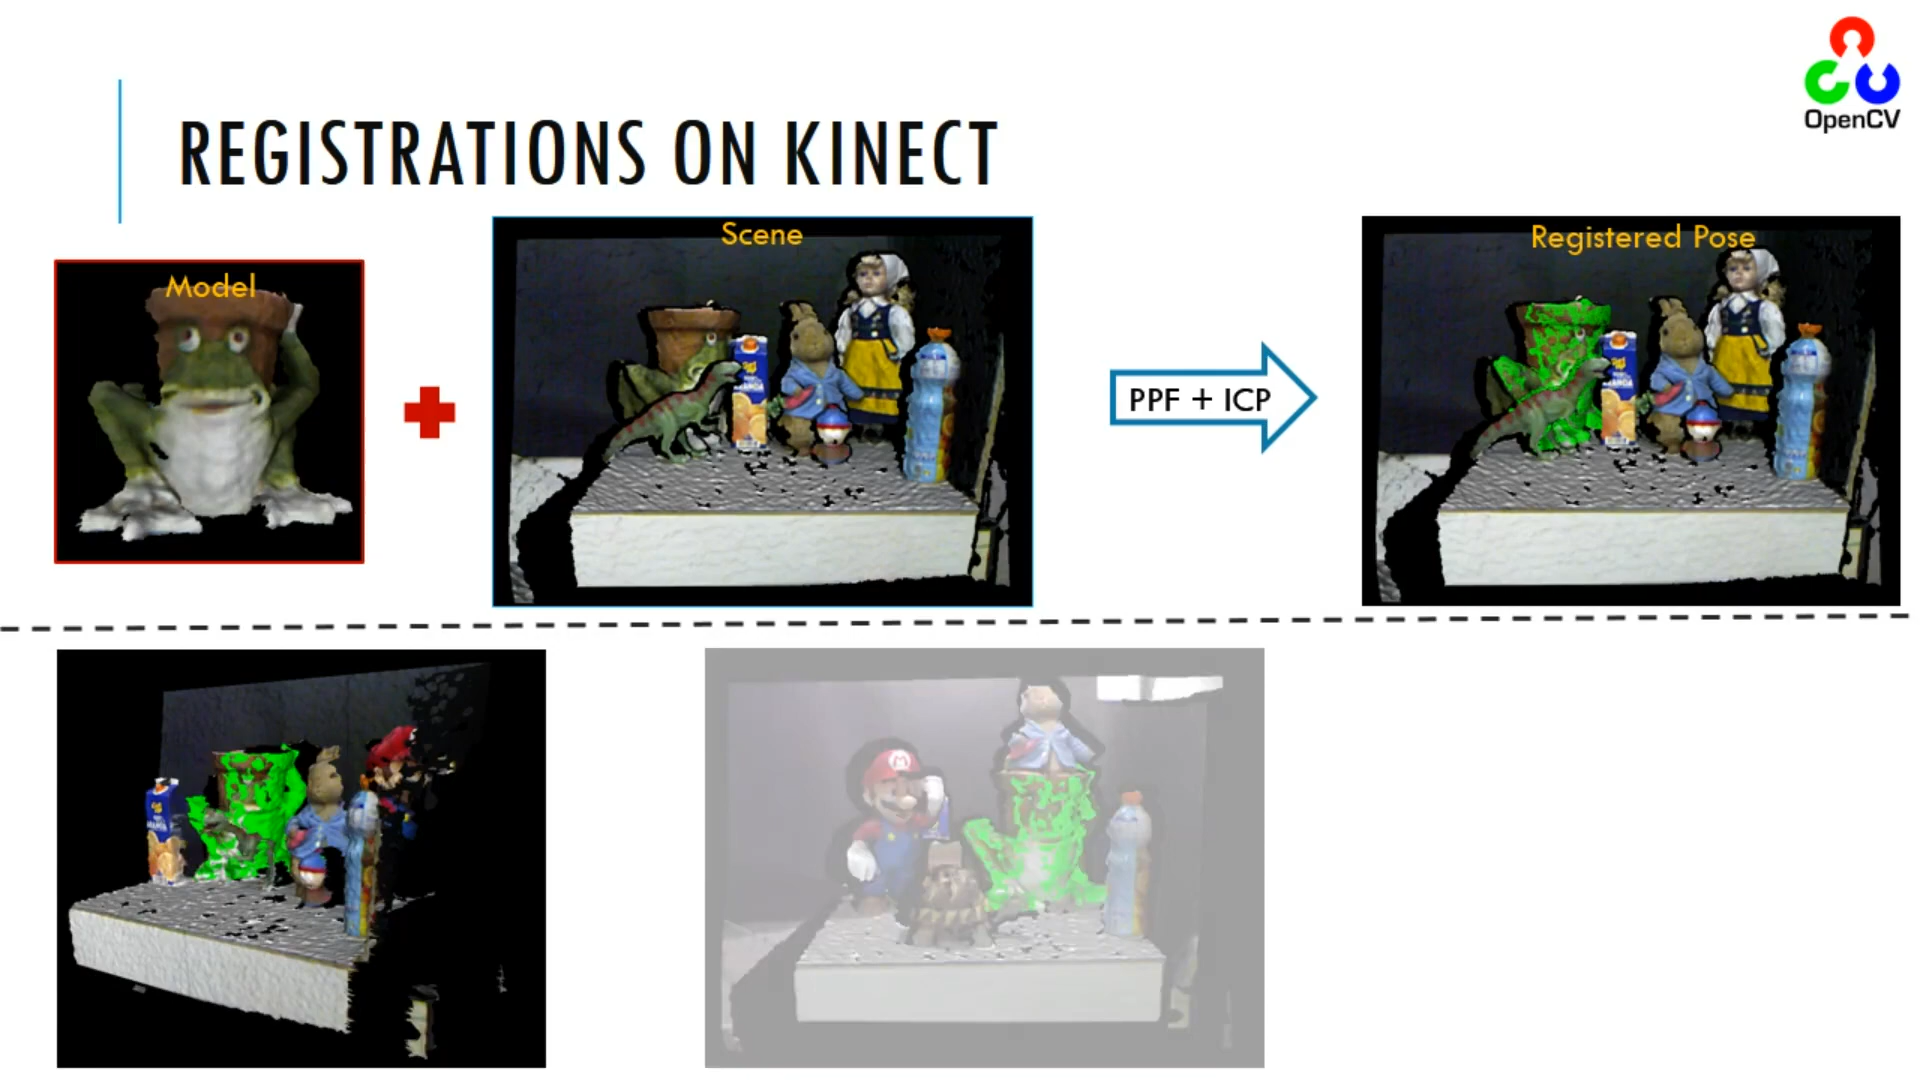 OpenCV
REGISTRATIONS ON KINECT
Model
Scene
PPF + ICP
Registered Pose
M